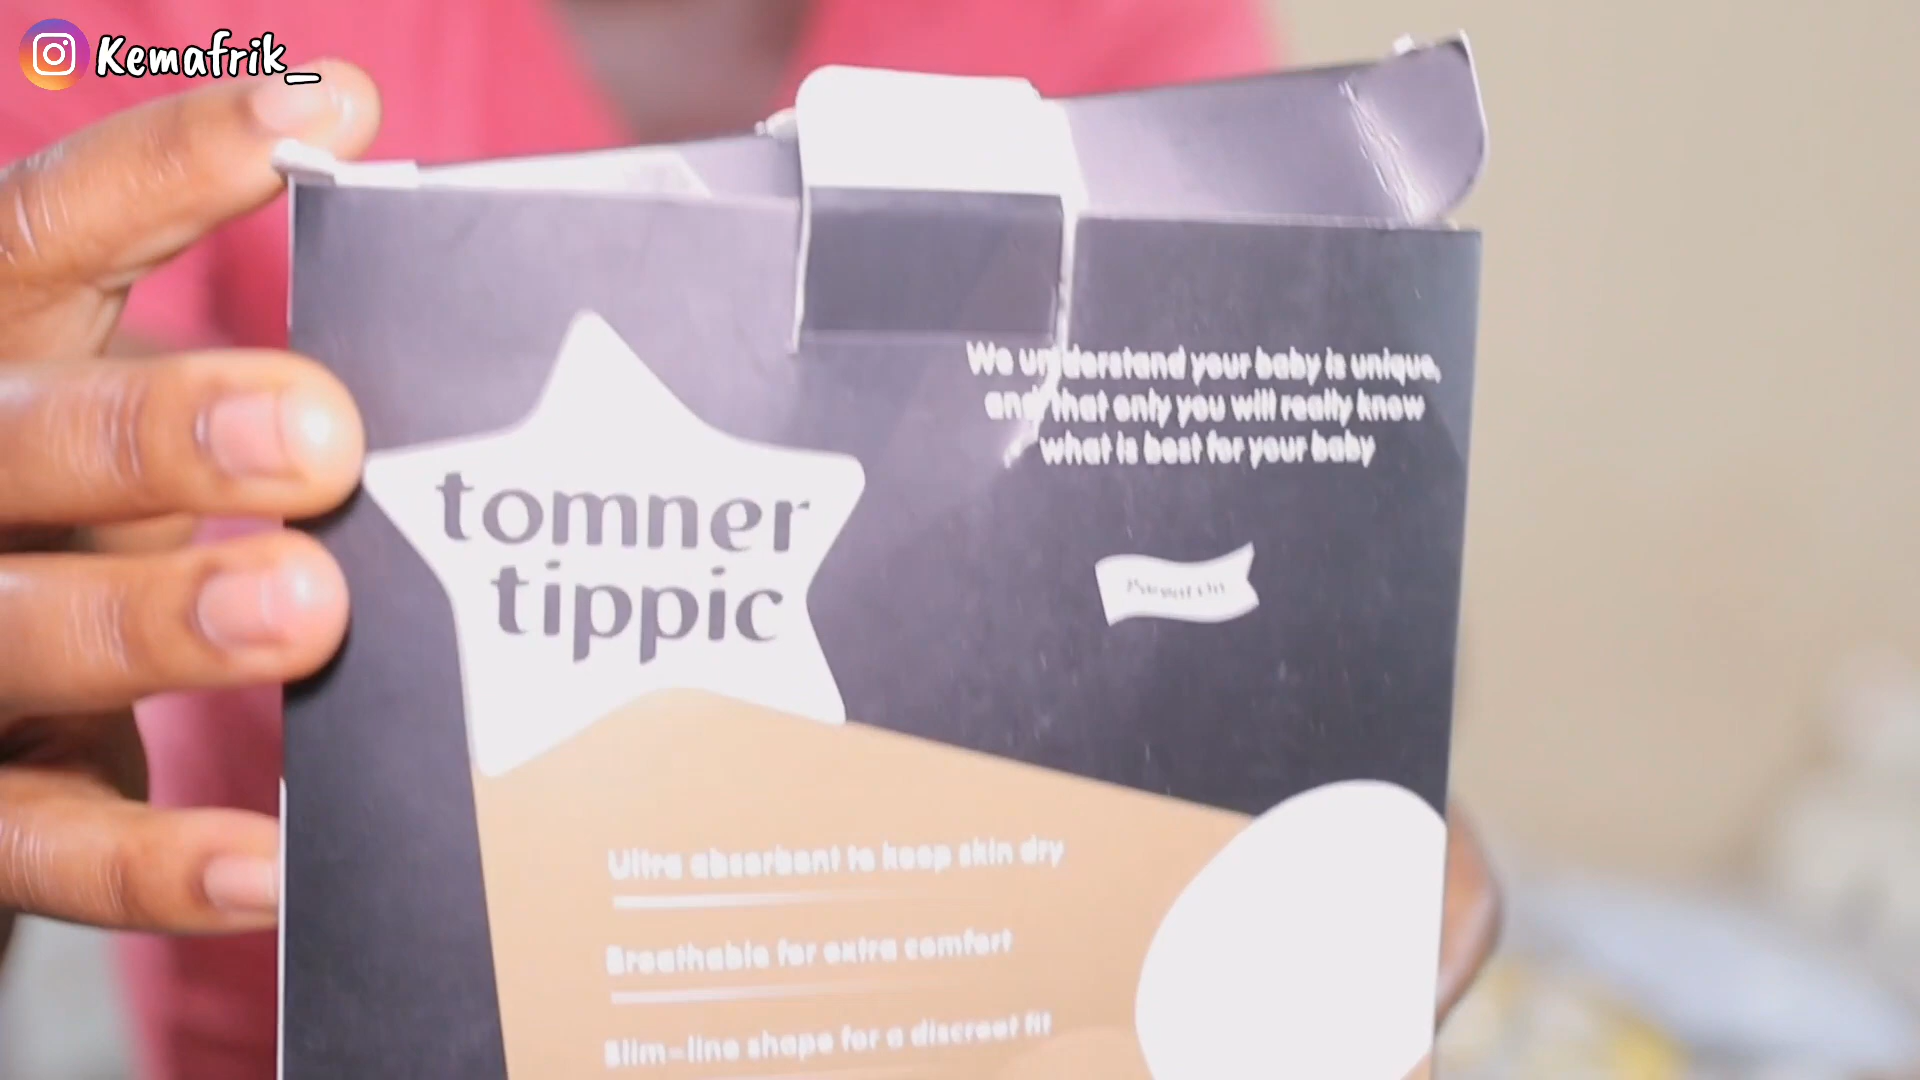 Kemafrik_
We understand your baby is unique,
and that only you will really know
what is best for your baby
tomner
tippic
Ultra absorbent to keep skin dry
Breathable for extra comfort
Slim-line shape for a discreet fit